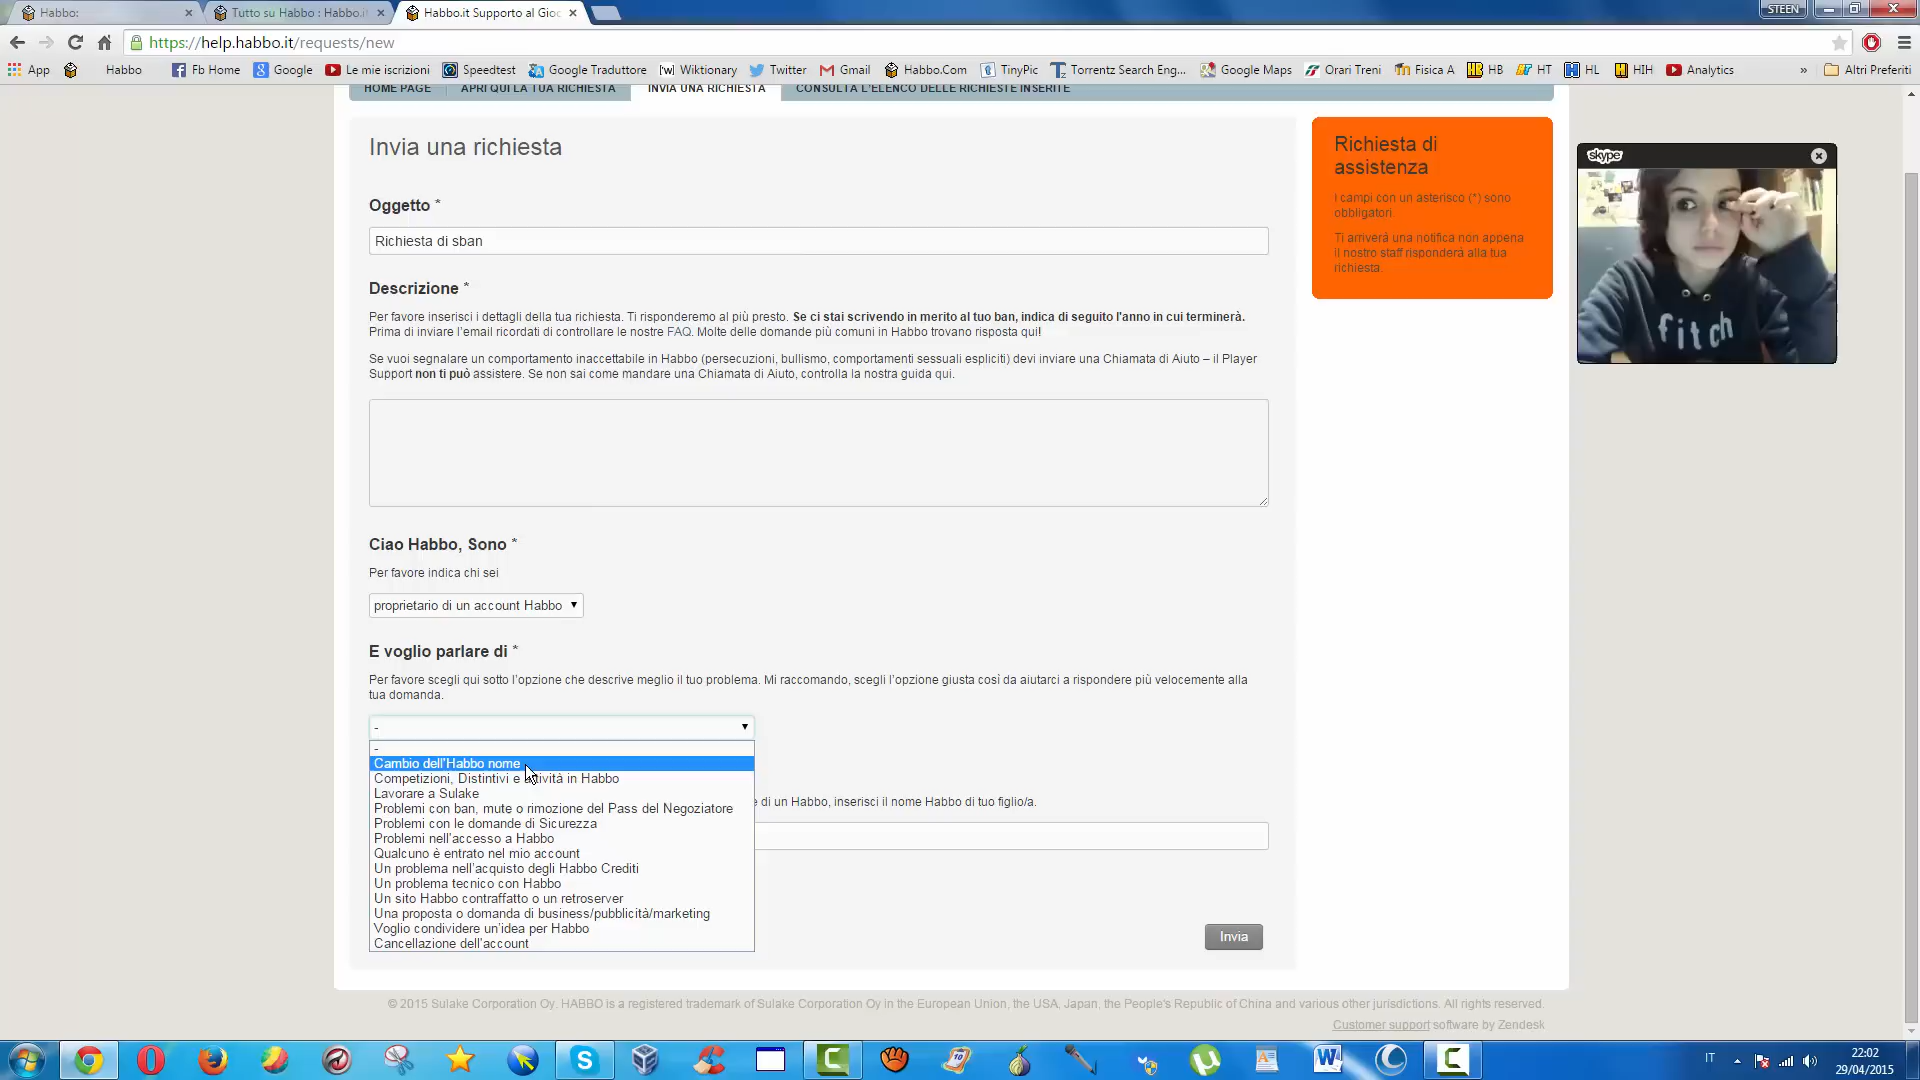 Habbo:
Tutto su Habbo : Habbo.i
Habbo.it Supporto al Gioc
STEEN
https://help.habbo.it/requests/new
App
Habbo
Fb Home
Google
Le mie iscrizioni
Speedtest
Google Traduttore
Wiktionary
Twitter
Gmail
Habbo.Com
TinyPic
Torrentz Search Eng...
Google Maps
Orari Treni
Fisica A
HB
HT
HL
HIH
Analytics
»
Altri Preferiti
HOME PAGE
APRI QUI LA TUA RICHIESTA
INVIA UNA RICHIESTA
CONSULTA L'ELENCO DELLE RICHIESTE INSERITE
Invia una richiesta
Oggetto *
Richiesta di sban
Descrizione *
Per favore inserisci i dettagli della tua richiesta. Ti risponderemo al più presto. Se ci stai scrivendo in merito al tuo ban, indica di seguito l'anno in cui terminerà.
Prima di inviare l'email ricordati di controllare le nostre FAQ. Molte delle domande più comuni in Habbo trovano risposta qui!
Se vuoi segnalare un comportamento inaccettabile in Habbo (persecuzioni, bullismo, comportamenti sessuali espliciti) devi inviare una Chiamata di Aiuto – il Player
Support non ti può assistere. Se non sai come mandare una Chiamata di Aiuto, controlla la nostra guida qui.
Ciao Habbo, Sono *
Per favore indica chi sei
proprietario di un account Habbo
E voglio parlare di *
Per favore scegli qui sotto l'opzione che descrive meglio il tuo problema. Mi raccomando, scegli l'opzione giusta così da aiutarci a rispondere più velocemente alla
tua domanda.
-
-
Cambio dell'Habbo nome
Competizioni, Distintivi e attività in Habbo
Lavorare a Sulake
Problemi con ban, mute o rimozione del Pass del Negoziatore
Problemi con le domande di Sicurezza
Problemi nell'accesso a Habbo
Qualcuno è entrato nel mio account
Un problema nell'acquisto degli Habbo Crediti
Un problema tecnico con Habbo
Un sito Habbo contraffatto o un retroserver
Una proposta o domanda di business/pubblicità/marketing
Voglio condividere un'idea per Habbo
Cancellazione dell'account
e di un Habbo, inserisci il nome Habbo di tuo figlio/a.
Invia
Richiesta di
assistenza
I campi con un asterisco (*) sono
obbligatori.
Ti arriverà una notifica non appena
il nostro staff risponderà alla tua
richiesta.
skype
fitch
© 2015 Sulake Corporation Oy. HABBO is a registered trademark of Sulake Corporation Oy in the European Union, the USA, Japan, the People's Republic of China and various other jurisdictions. All rights reserved.
Customer support software by Zendesk
IT
22:02
29/04/2015